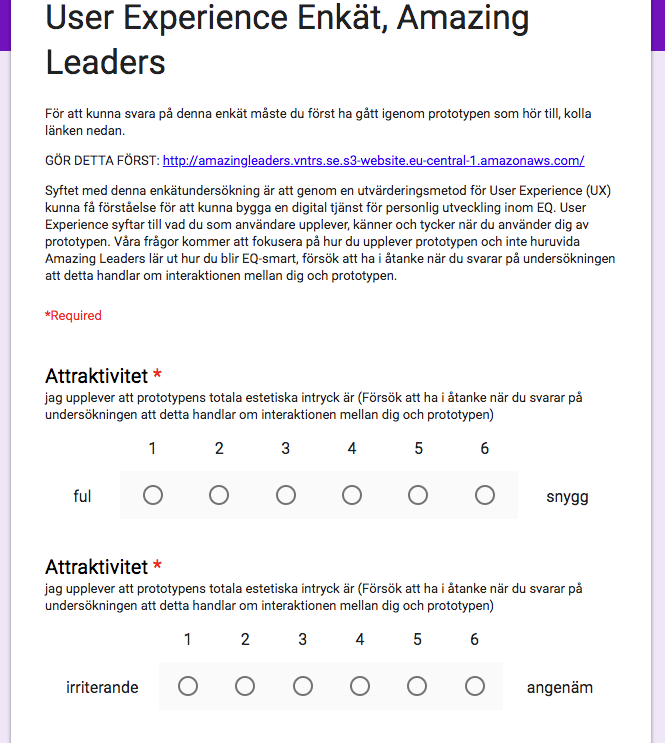 User Experience Enkät, Amazing
Leaders
För att kunna svara på denna enkät måste du först ha gått igenom prototypen som hör till, kolla
länken nedan.
GÖR DETTA FÖRST: http://amazingleaders.vntrs.se.s3-website.eu-central-1.amazonaws.com/
Syftet med denna enkätundersökning är att genom en utvärderingsmetod för User Experience (UX)
kunna få förståelse för att kunna bygga en digital tjänst för personlig utveckling inom EQ. User
Experience syftar till vad du som användare upplever, känner och tycker när du använder dig av
prototypen. Våra frågor kommer att fokusera på hur du upplever prototypen och inte huruvida
Amazing Leaders lär ut hur du blir EQ-smart, försök att ha i åtanke när du svarar på undersökningen
att detta handlar om interaktionen mellan dig och prototypen.
*Required
Attraktivitet *
jag upplever att prototypens totala estetiska intryck är (Försök att ha i åtanke när du svarar på
undersökningen att detta handlar om interaktionen mellan dig och prototypen)
1 2 3 4 5 6
ful snygg
Attraktivitet *
jag upplever att prototypens totala estetiska intryck är (Försök att ha i åtanke när du svarar på
undersökningen att detta handlar om interaktionen mellan dig och prototypen)
1 2 3 4 5 6
irriterande angenäm